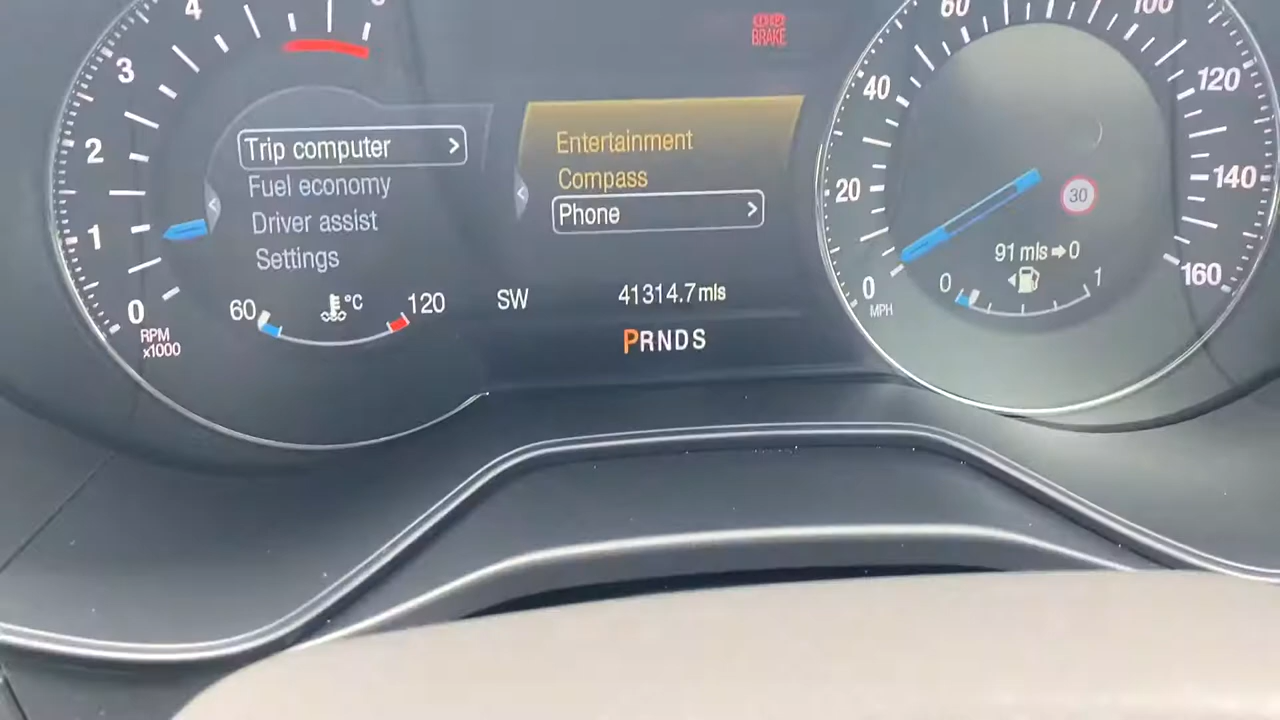 4
3
2
1
0
RPM
x1000
Trip computer >
Fuel economy
Driver assist
Settings
60
°C
120
BRAKE
Entertainment
Compass
Phone >
SW
41314.7 mls
PRNDS
0
20
40
60
100
120
140
160
MPH
30
91 mls➡0
0
1